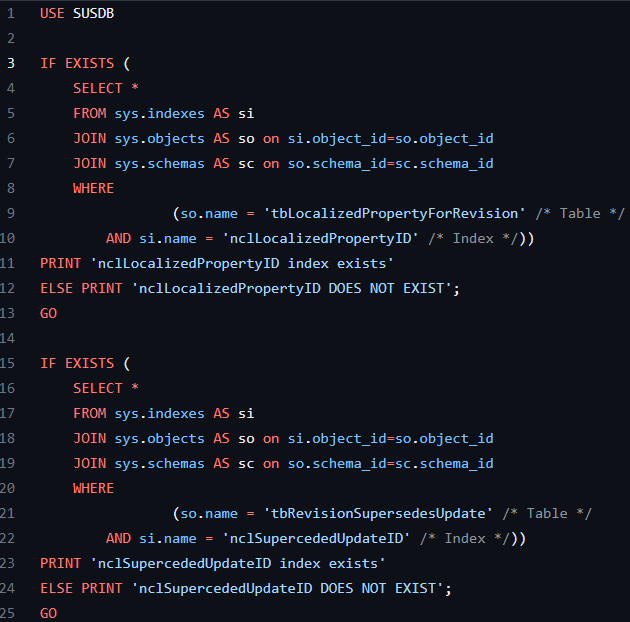 1 USE SUSDB
2
3 IF EXISTS (
4     SELECT *
5     FROM sys.indexes AS si
6     JOIN sys.objects AS so on si.object_id=so.object_id
7     JOIN sys.schemas AS sc on so.schema_id=sc.schema_id
8     WHERE
9                 (so.name = 'tbLocalizedPropertyForRevision' /* Table */
10         AND si.name = 'nclLocalizedPropertyID' /* Index */))
11 PRINT 'nclLocalizedPropertyID index exists'
12 ELSE PRINT 'nclLocalizedPropertyID DOES NOT EXIST';
13 GO
14
15 IF EXISTS (
16     SELECT *
17     FROM sys.indexes AS si
18     JOIN sys.objects AS so on si.object_id=so.object_id
19     JOIN sys.schemas AS sc on so.schema_id=sc.schema_id
20     WHERE
21                 (so.name = 'tbRevisionSupersedesUpdate' /* Table */
22         AND si.name = 'nclSupercededUpdateID' /* Index */))
23 PRINT 'nclSupercededUpdateID index exists'
24 ELSE PRINT 'nclSupercededUpdateID DOES NOT EXIST';
25 GO